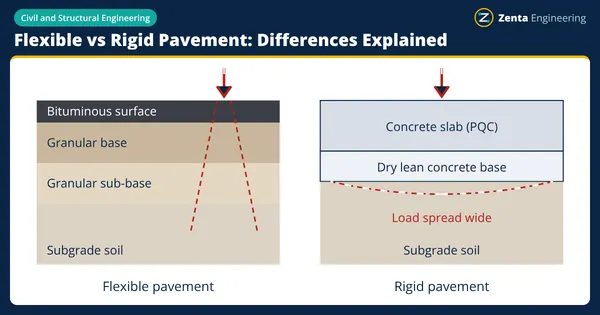 Civil and Structural Engineering
Zenta Engineering
Flexible vs Rigid Pavement: Differences Explained
Bituminous surface
Granular base
Granular sub-base
Subgrade soil
Flexible pavement
Concrete slab (PQC)
Dry lean concrete base
Load spread wide
Subgrade soil
Rigid pavement